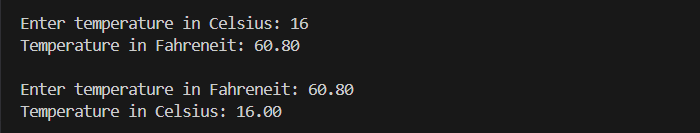 Enter temperature in Celsius: 16
Temperature in Fahreneit: 60.80
Enter temperature in Fahreneit: 60.80
Temperature in Celsius: 16.00